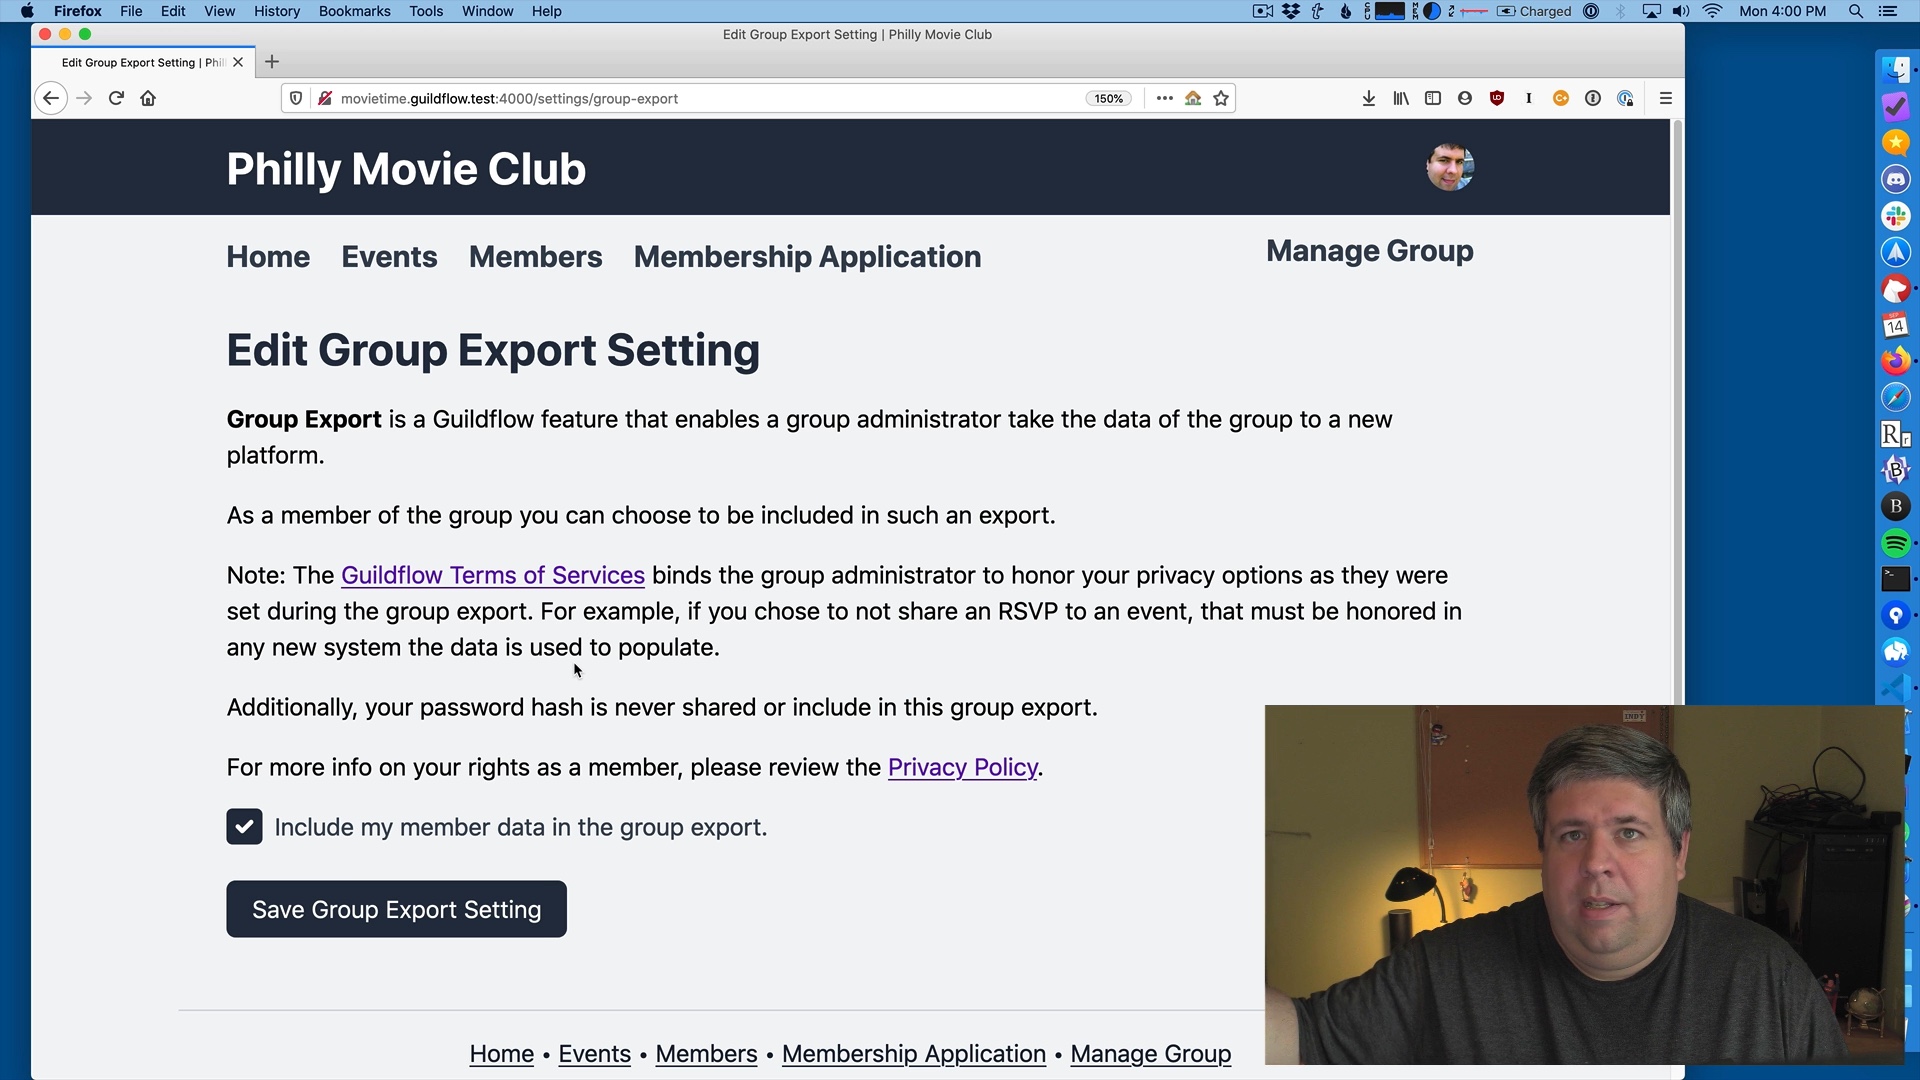 Firefox File Edit View History Bookmarks Tools Window Help Charged Mon 4:00 PM
Edit Group Export Setting | Philly Movie Club
Edit Group Export Setting | Phil
movietime.guildflow.test:4000/settings/group-export 150%
Philly Movie Club
Home Events Members Membership Application Manage Group
Edit Group Export Setting
Group Export is a Guildflow feature that enables a group administrator take the data of the group to a new
platform.
As a member of the group you can choose to be included in such an export.
Note: The Guildflow Terms of Services binds the group administrator to honor your privacy options as they were
set during the group export. For example, if you chose to not share an RSVP to an event, that must be honored in
any new system the data is used to populate.
Additionally, your password hash is never shared or include in this group export.
For more info on your rights as a member, please review the Privacy Policy.
Include my member data in the group export.
Save Group Export Setting
Home • Events • Members • Membership Application • Manage Group
SEP
14
INDY